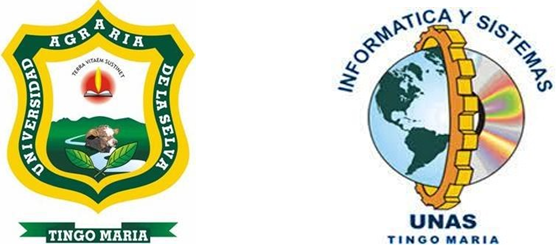 UNIVERSIDAD AGRARIA DE LA SELVA
TERRA VITAEM SUSTINET
TINGO MARIA
INFORMATICA Y SISTEMAS
UNAS
TINGO MARIA